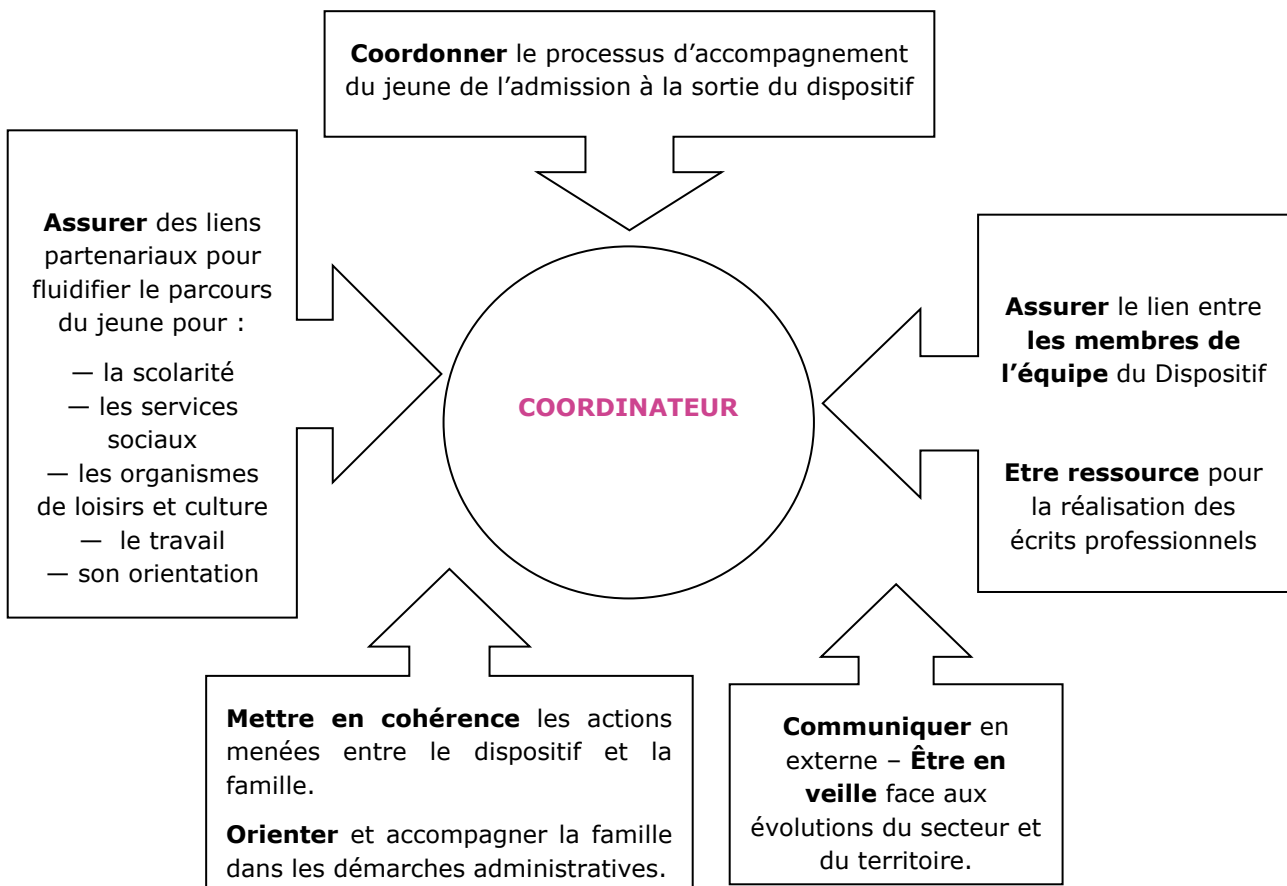 Coordonner le processus d’accompagnement
du jeune de l’admission à la sortie du dispositif
Assurer des liens
partenariaux pour
fluidifier le parcours
du jeune pour :
— la scolarité
— les services
sociaux
— les organismes
de loisirs et culture
— le travail
— son orientation
COORDINATEUR
Assurer le lien entre
les membres de
l’équipe du Dispositif
Etre ressource pour
la réalisation des
écrits professionnels
Mettre en cohérence les actions
menées entre le dispositif et la
famille.
Orienter et accompagner la famille
dans les démarches administratives.
Communiquer en
externe – Être en
veille face aux
évolutions du secteur et
du territoire.